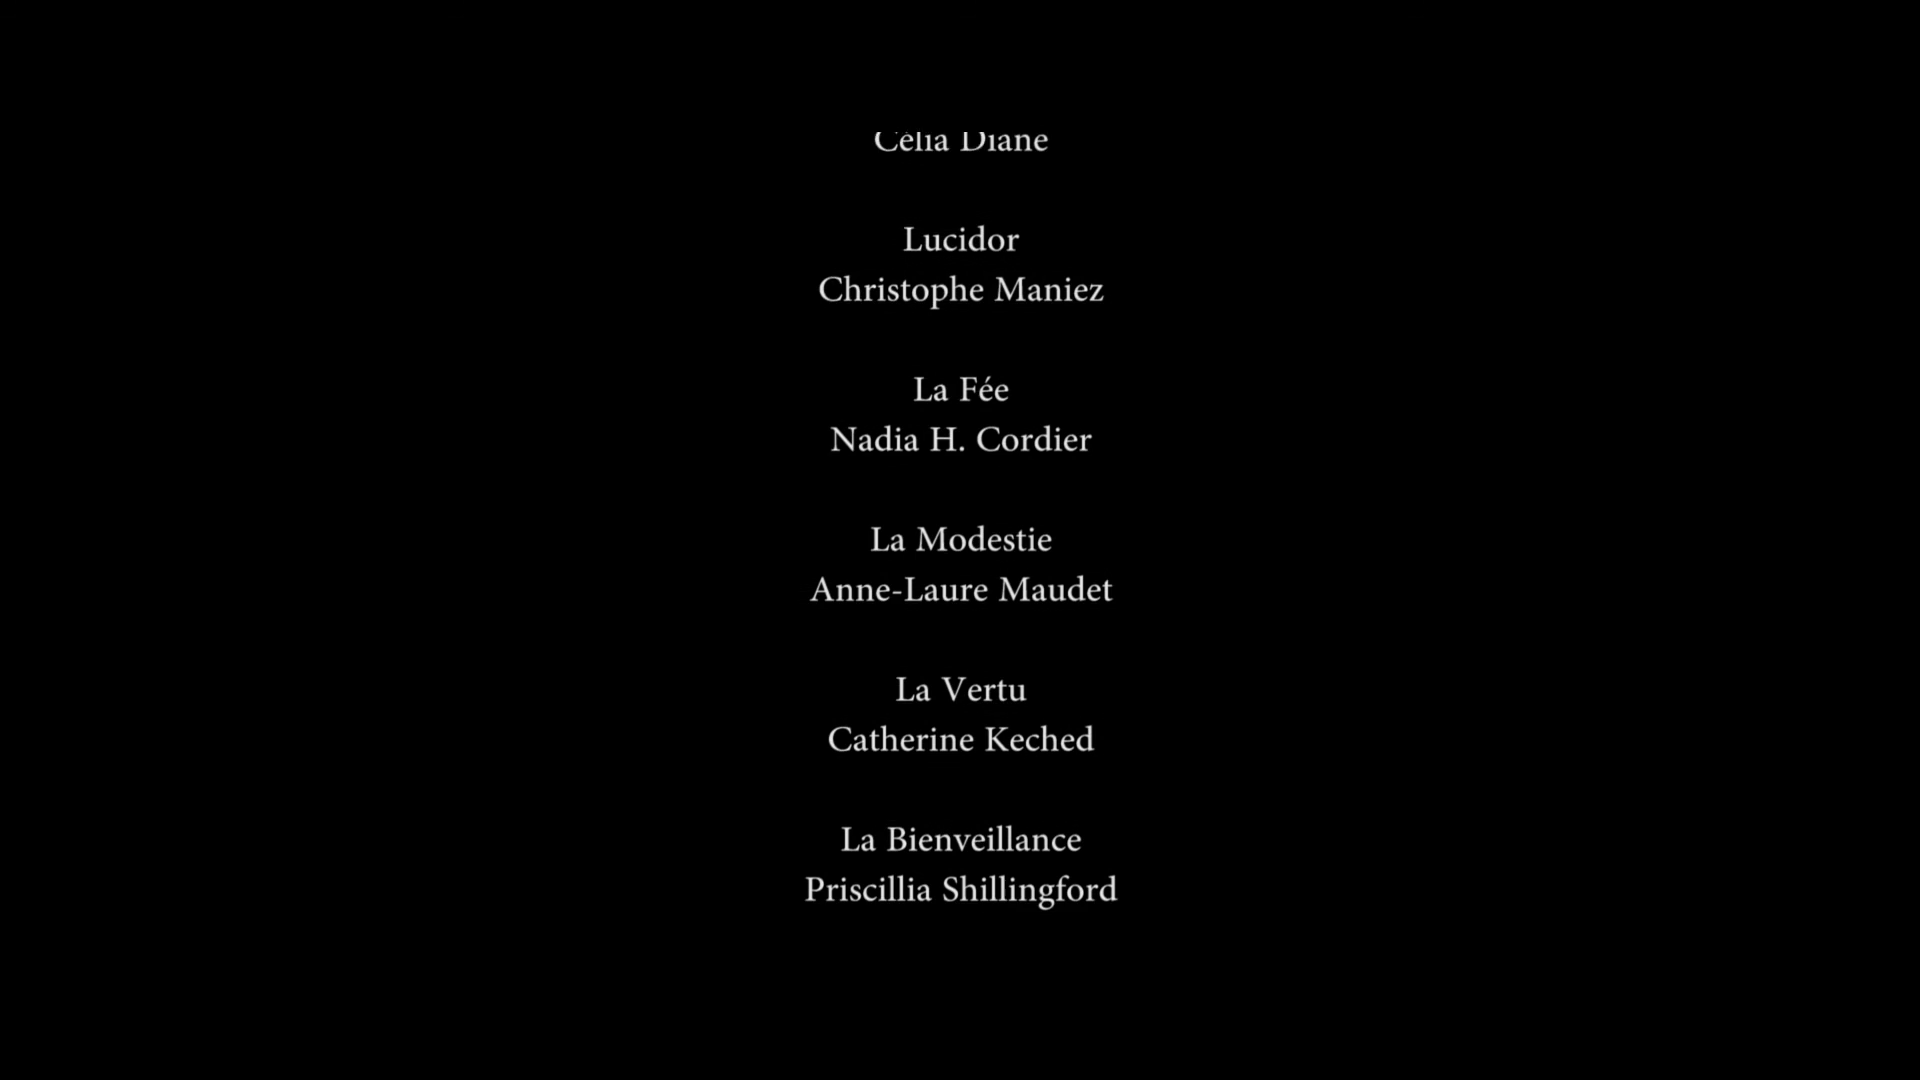 Célia Diane
Lucidor
Christophe Maniez
La Fée
Nadia H. Cordier
La Modestie
Anne-Laure Maudet
La Vertu
Catherine Keched
La Bienveillance
Priscillia Shillingford